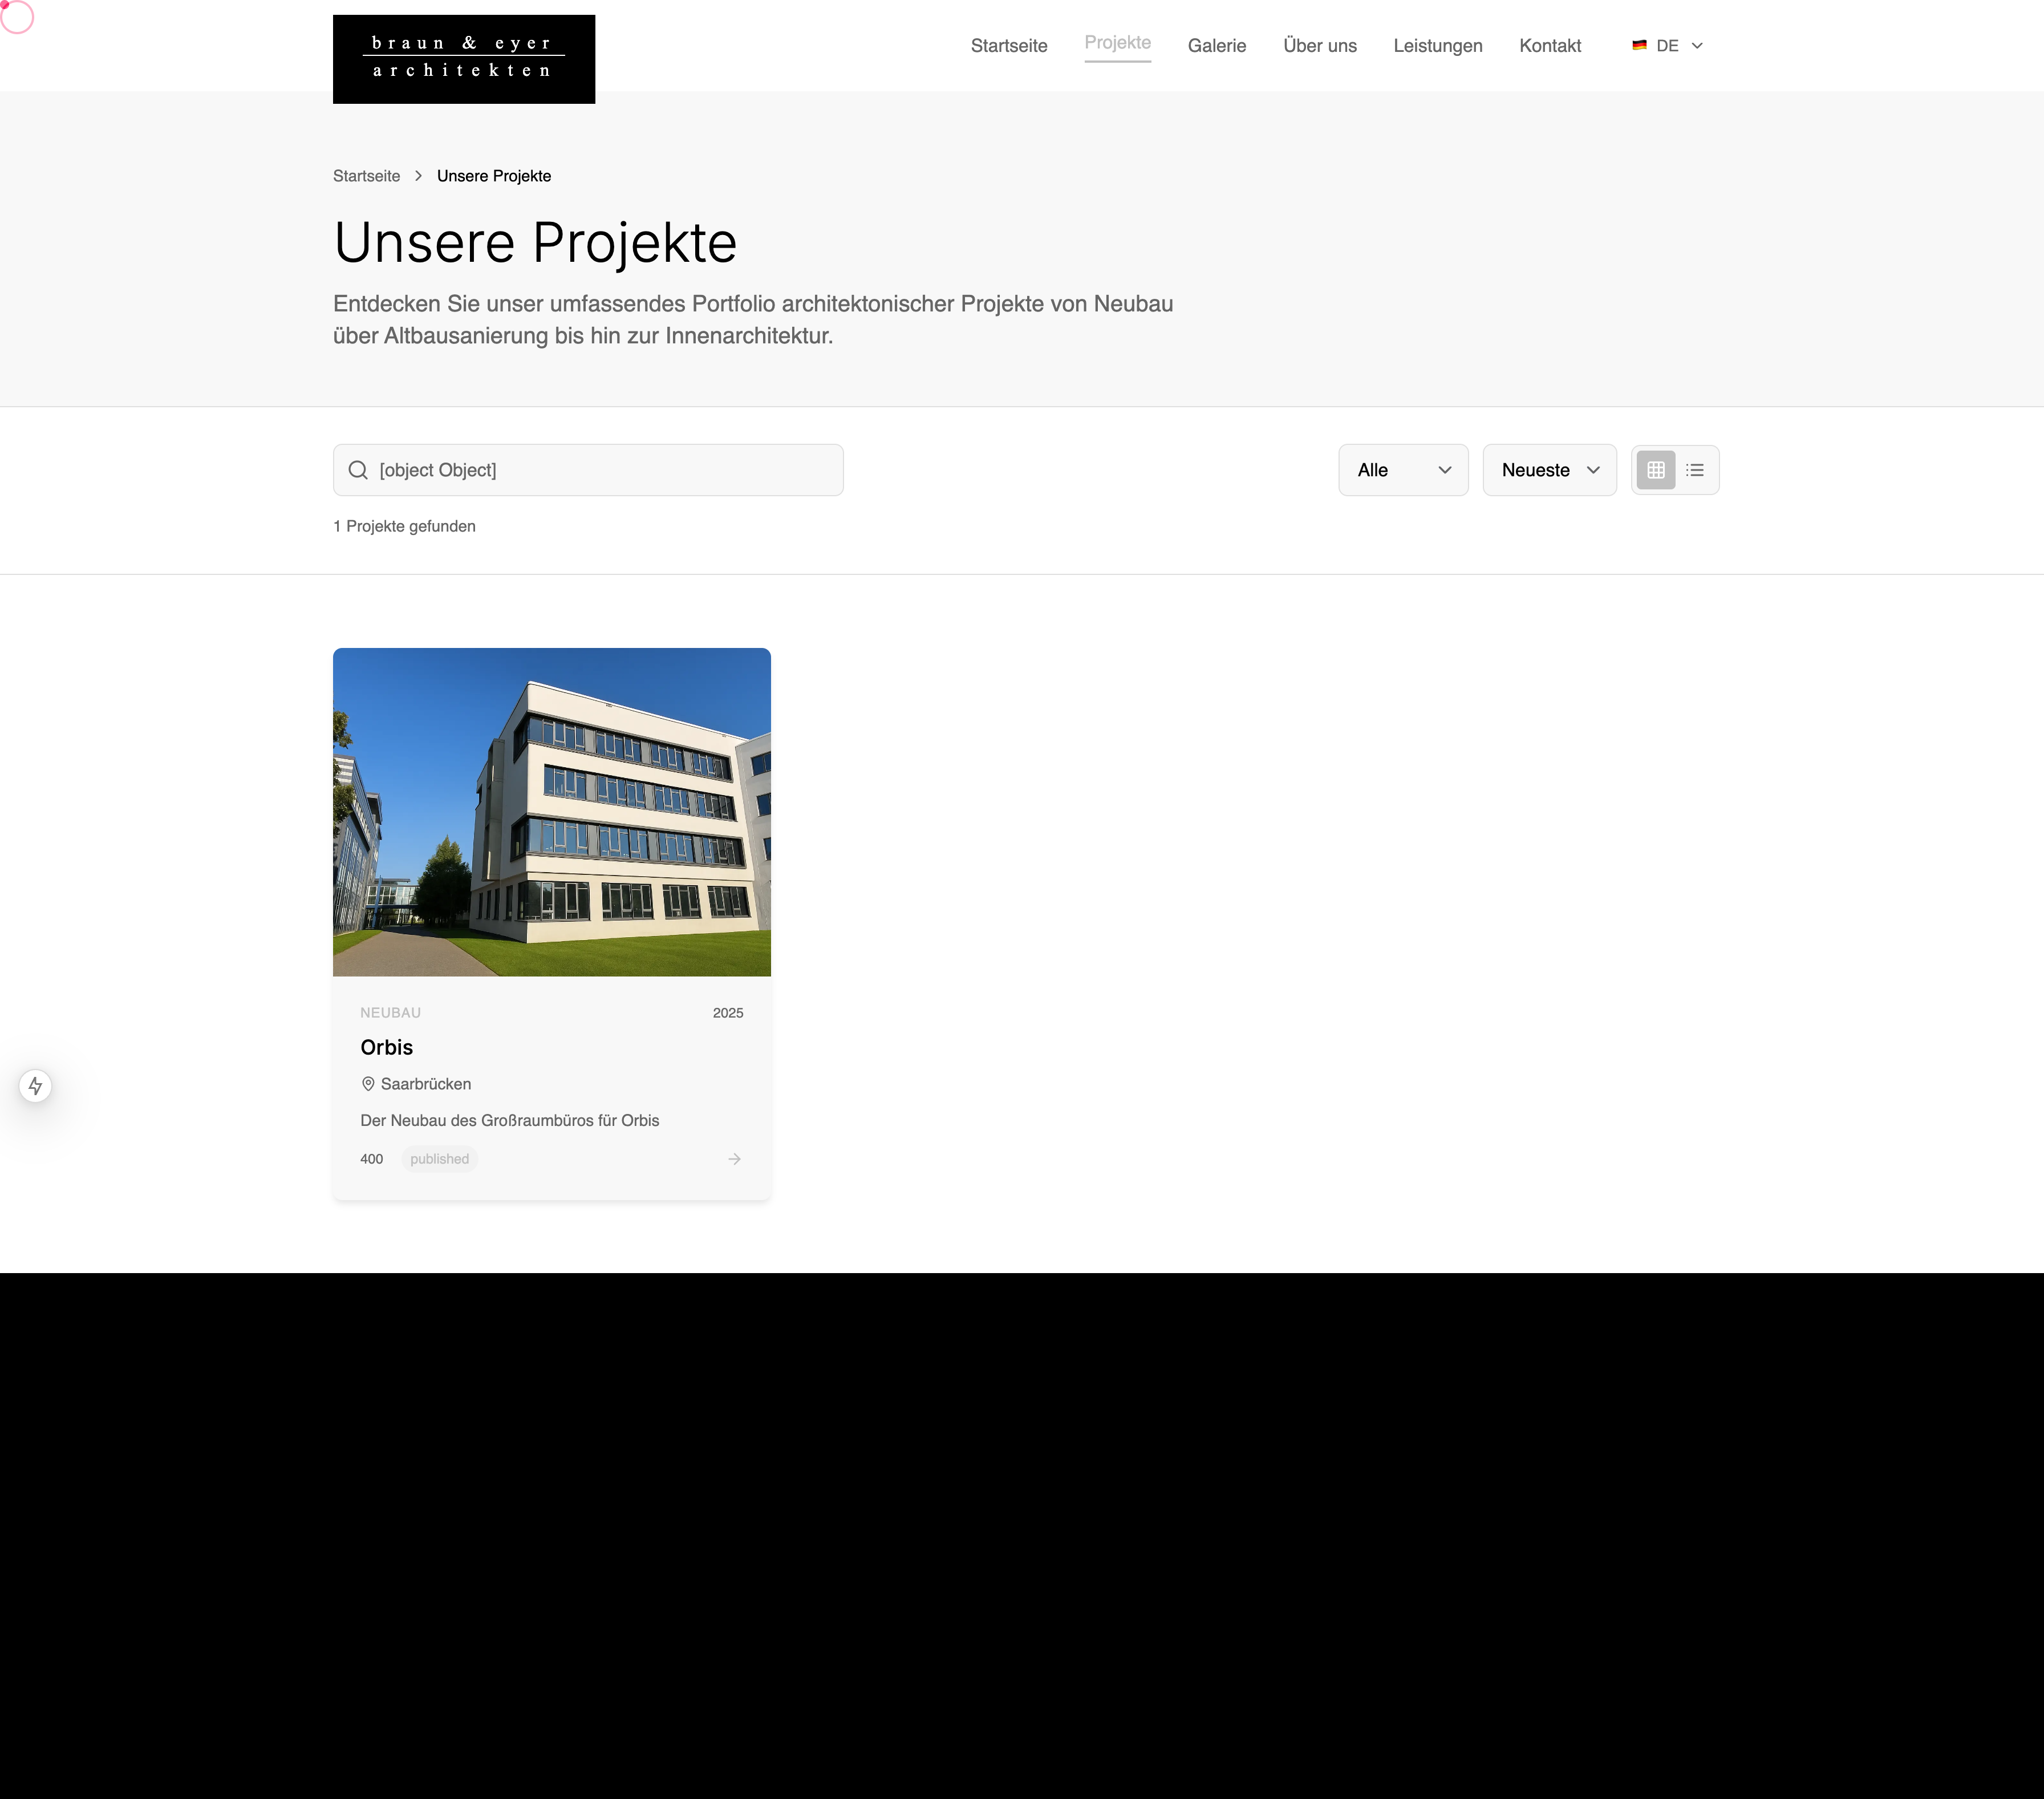 braun & eyer
architekten
Startseite
Projekte
Galerie
Über uns
Leistungen
Kontakt
DE
Startseite
Unsere Projekte
Unsere Projekte
Entdecken Sie unser umfassendes Portfolio architektonischer Projekte von Neubau
über Altbausanierung bis hin zur Innenarchitektur.
[object Object]
Alle
Neueste
1 Projekte gefunden
NEUBAU
2025
Orbis
Saarbrücken
Der Neubau des Großraumbüros für Orbis
400
published